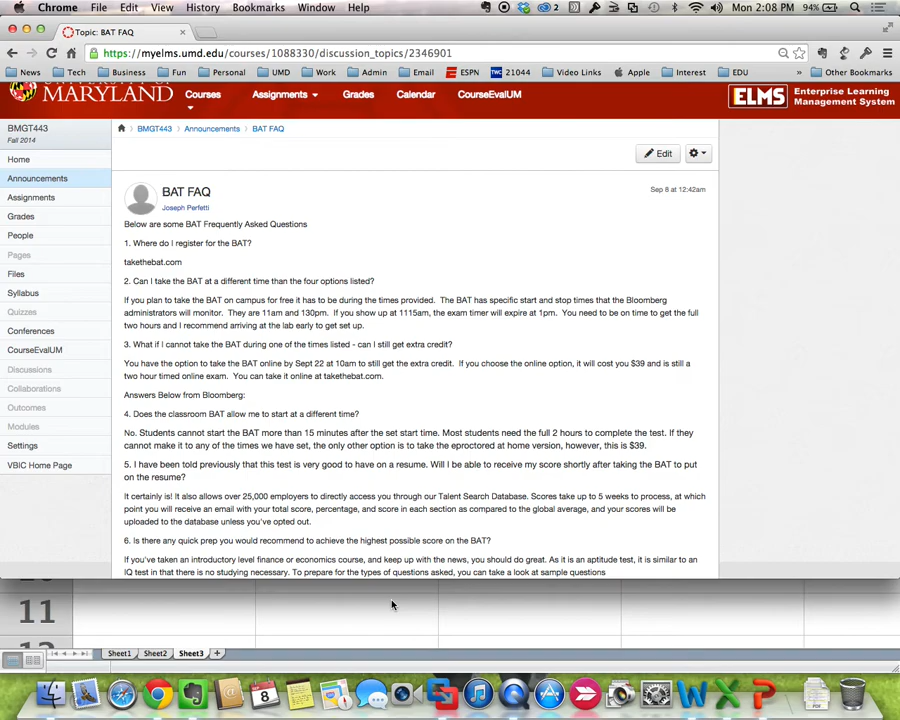 Chrome File Edit View History Bookmarks Window Help 2 Mon 2:08 PM 94%
Topic: BAT FAQ
https://myelms.umd.edu/courses/1088330/discussion_topics/2346901
News Tech Business Fun Personal UMD Work Admin Email ESPN TWC 21044 Video Links Apple Interest EDU » Other Bookmarks
MARYLAND Courses Assignments Grades Calendar CourseEvalUM ELMS Enterprise Learning
Management System
BMGT443
Fall 2014
BMGT443 Announcements BAT FAQ
Home
Announcements
Assignments
Grades
People
Pages
Files
Syllabus
Quizzes
Conferences
CourseEvalUM
Discussions
Collaborations
Outcomes
Modules
Settings
VBIC Home Page
Edit
BAT FAQ
Sep 8 at 12:42am
Joseph Perfetti
Below are some BAT Frequently Asked Questions
1. Where do I register for the BAT?
takethebat.com
2. Can I take the BAT at a different time than the four options listed?
If you plan to take the BAT on campus for free it has to be during the times provided. The BAT has specific start and stop times that the Bloomberg
administrators will monitor. They are 11am and 130pm. If you show up at 1115am, the exam timer will expire at 1pm. You need to be on time to get the full
two hours and I recommend arriving at the lab early to get set up.
3. What if I cannot take the BAT during one of the times listed - can I still get extra credit?
You have the option to take the BAT online by Sept 22 at 10am to still get the extra credit. If you choose the online option, it will cost you $39 and is still a
two hour timed online exam. You can take it online at takethebat.com.
Answers Below from Bloomberg:
4. Does the classroom BAT allow me to start at a different time?
No. Students cannot start the BAT more than 15 minutes after the set start time. Most students need the full 2 hours to complete the test. If they
cannot make it to any of the times we have set, the only other option is to take the eproctored at home version, however, this is $39.
5. I have been told previously that this test is very good to have on a resume. Will I be able to receive my score shortly after taking the BAT to put
on the resume?
It certainly is! It also allows over 25,000 employers to directly access you through our Talent Search Database. Scores take up to 5 weeks to process, at which
point you will receive an email with your total score, percentage, and score in each section as compared to the global average, and your scores will be
uploaded to the database unless you've opted out.
6. Is there any quick prep you would recommend to achieve the highest possible score on the BAT?
If you've taken an introductory level finance or economics course, and keep up with the news, you should do great. As it is an aptitude test, it is similar to an
IQ test in that there is no studying necessary. To prepare for the types of questions asked, you can take a look at sample questions
11
Sheet1 Sheet2 Sheet3 +
8